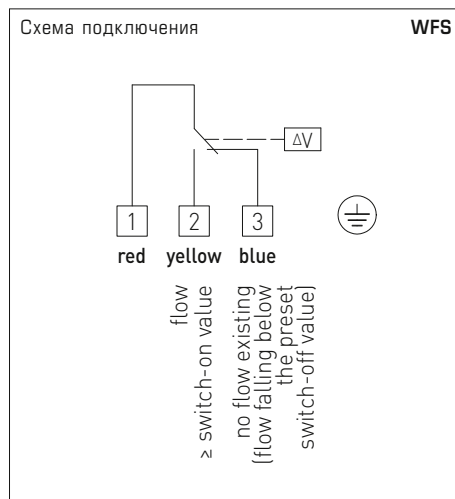 Схема подключения WFS
ΔV
1 2 3
red yellow blue
flow
≥ switch-on value
no flow existing
(flow falling below
the preset
switch-off value)